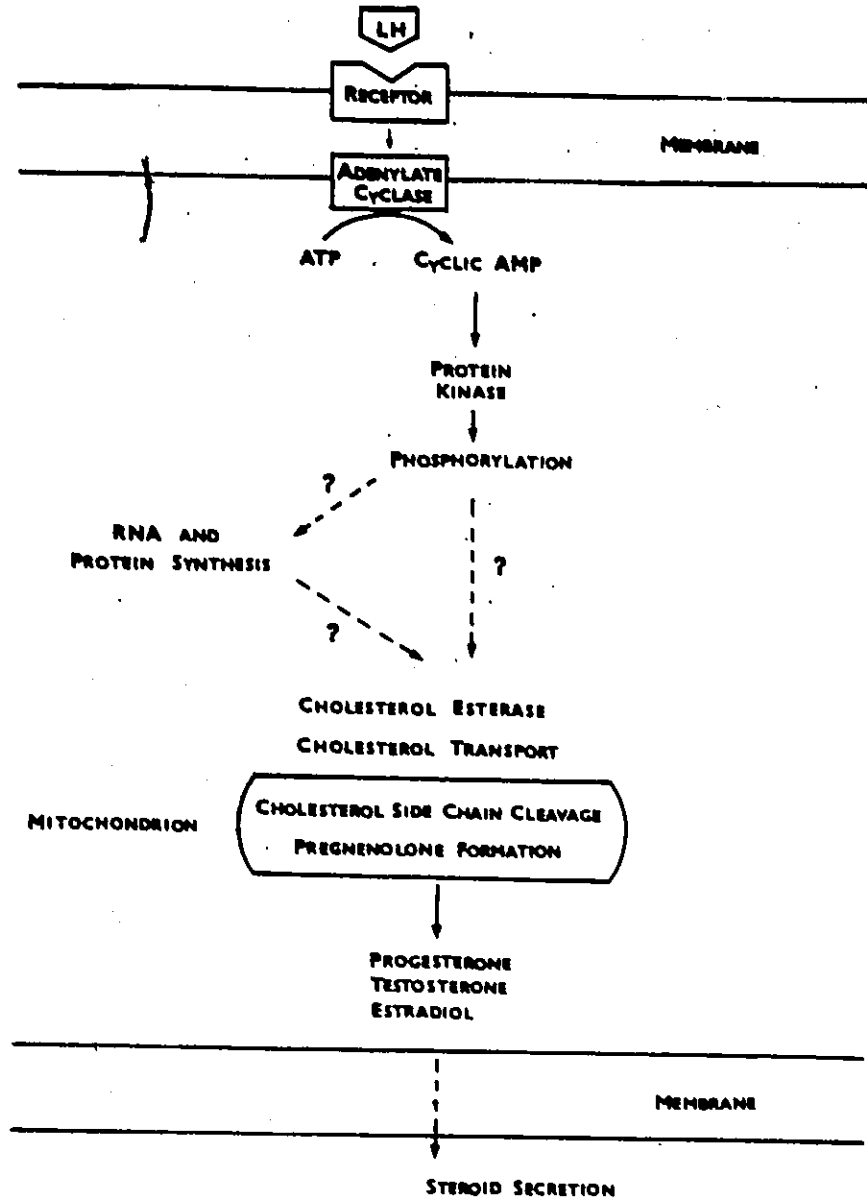 LH
RECEPTOR
MEMBRANE
ADENYLATE
CYCLASE
ATP
CYCLIC AMP
PROTEIN
KINASE
PHOSPHORYLATION
?
RNA AND
PROTEIN SYNTHESIS
?
?
CHOLESTEROL ESTERASE
CHOLESTEROL TRANSPORT
MITOCHONDRION
CHOLESTEROL SIDE CHAIN CLEAVAGE
PREGNENOLONE FORMATION
PROGESTERONE
TESTOSTERONE
ESTRADIOL
MEMBRANE
STEROID SECRETION